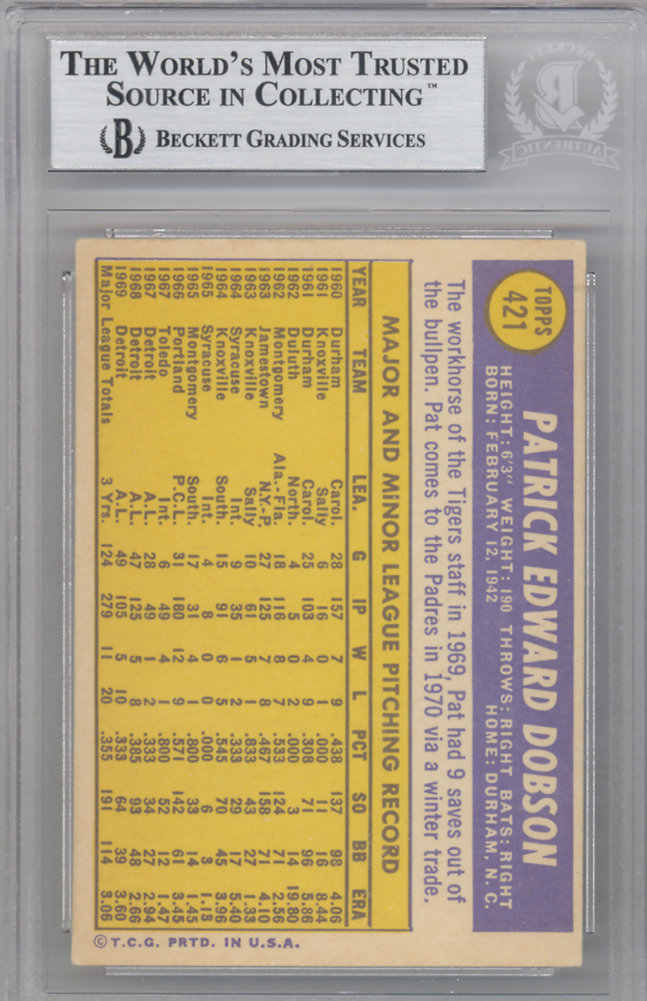 THE WORLD'S MOST TRUSTED
SOURCE IN COLLECTING™
B BECKETT GRADING SERVICES
BECKETT
AUTHENTIC
TOPPS
421
PATRICK EDWARD DOBSON
HEIGHT: 6'3" WEIGHT: 190 THROWS: RIGHT BATS: RIGHT
BORN: FEBRUARY 12, 1942 HOME: DURHAM, N. C.
The workhorse of the Tigers staff in 1969, Pat had 9 saves out of
the bullpen. Pat comes to the Padres in 1970 via a winter trade.
MAJOR AND MINOR LEAGUE PITCHING RECORD
YEAR TEAM LEA. G IP W L PCT SO BB ERA
1960 Durham Carol. 28 157 7 9 .438 137 98 4.06
1961 Knoxville Sally 6 16 0 1 .000 11 16 8.44
1961 Durham Carol. 25 103 4 9 .308 71 96 5.86
1962 Duluth North. 4 5 0 2 .000 3 14 19.80
1962 Montgomery Ala.-Fla. 18 116 8 7 .533 124 71 2.56
1963 Jamestown N.Y.-P. 27 125 7 8 .467 158 71 4.10
1963 Knoxville Sally 10 61 5 1 .833 43 27 1.33
1964 Syracuse Int. 9 35 1 2 .333 29 17 5.40
1964 Knoxville South. 15 91 6 5 .545 70 45 3.96
1965 Syracuse Int. 4 8 0 0 .000 6 3 1.13
1965 Montgomery South. 17 31 4 1 .800 33 14 1.45
1966 Portland P.C.L. 31 180 12 9 .571 142 61 3.45
1967 Toledo Int. 6 49 4 1 .800 52 12 1.47
1967 Detroit A.L. 28 49 1 2 .333 34 27 2.94
1968 Detroit A.L. 47 125 5 8 .385 93 48 2.66
1969 Detroit A.L. 49 105 5 10 .333 64 39 3.60
Major League Totals 3 Yrs. 124 279 11 20 .355 191 114 3.06
© T.C.G. PRTD. IN U.S.A.